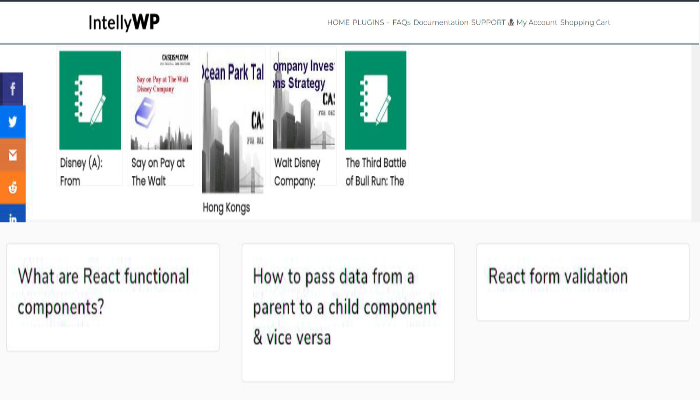 IntellyWP
HOME PLUGINS - FAQs Documentation SUPPORT My Account Shopping Cart
CASEISM.COM
Say on Pay at The Walt
Disney Company
Ocean Park Tal
CA
ompany Inves
ns Strategy
CA
Disney (A):
From
Say on Pay at
The Walt
Hong Kongs
Walt Disney
Company:
The Third Battle
of Bull Run: The
f
in
What are React functional
components?
How to pass data from a
parent to a child component
& vice versa
React form validation